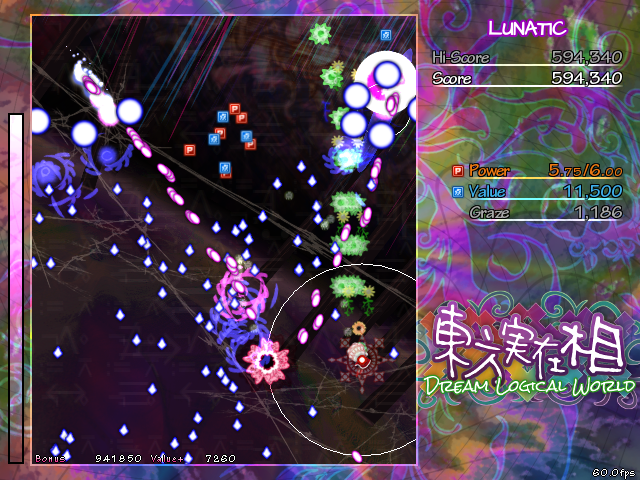 LUNATIC
Hi-Score 594,340
Score 594,340
P Power 5.75/6.00
Value 11,500
Graze 1,186
東方実在相
DREAM LOGICAL WORLD
Bonus 941850 Value+ 7260
60.0fps